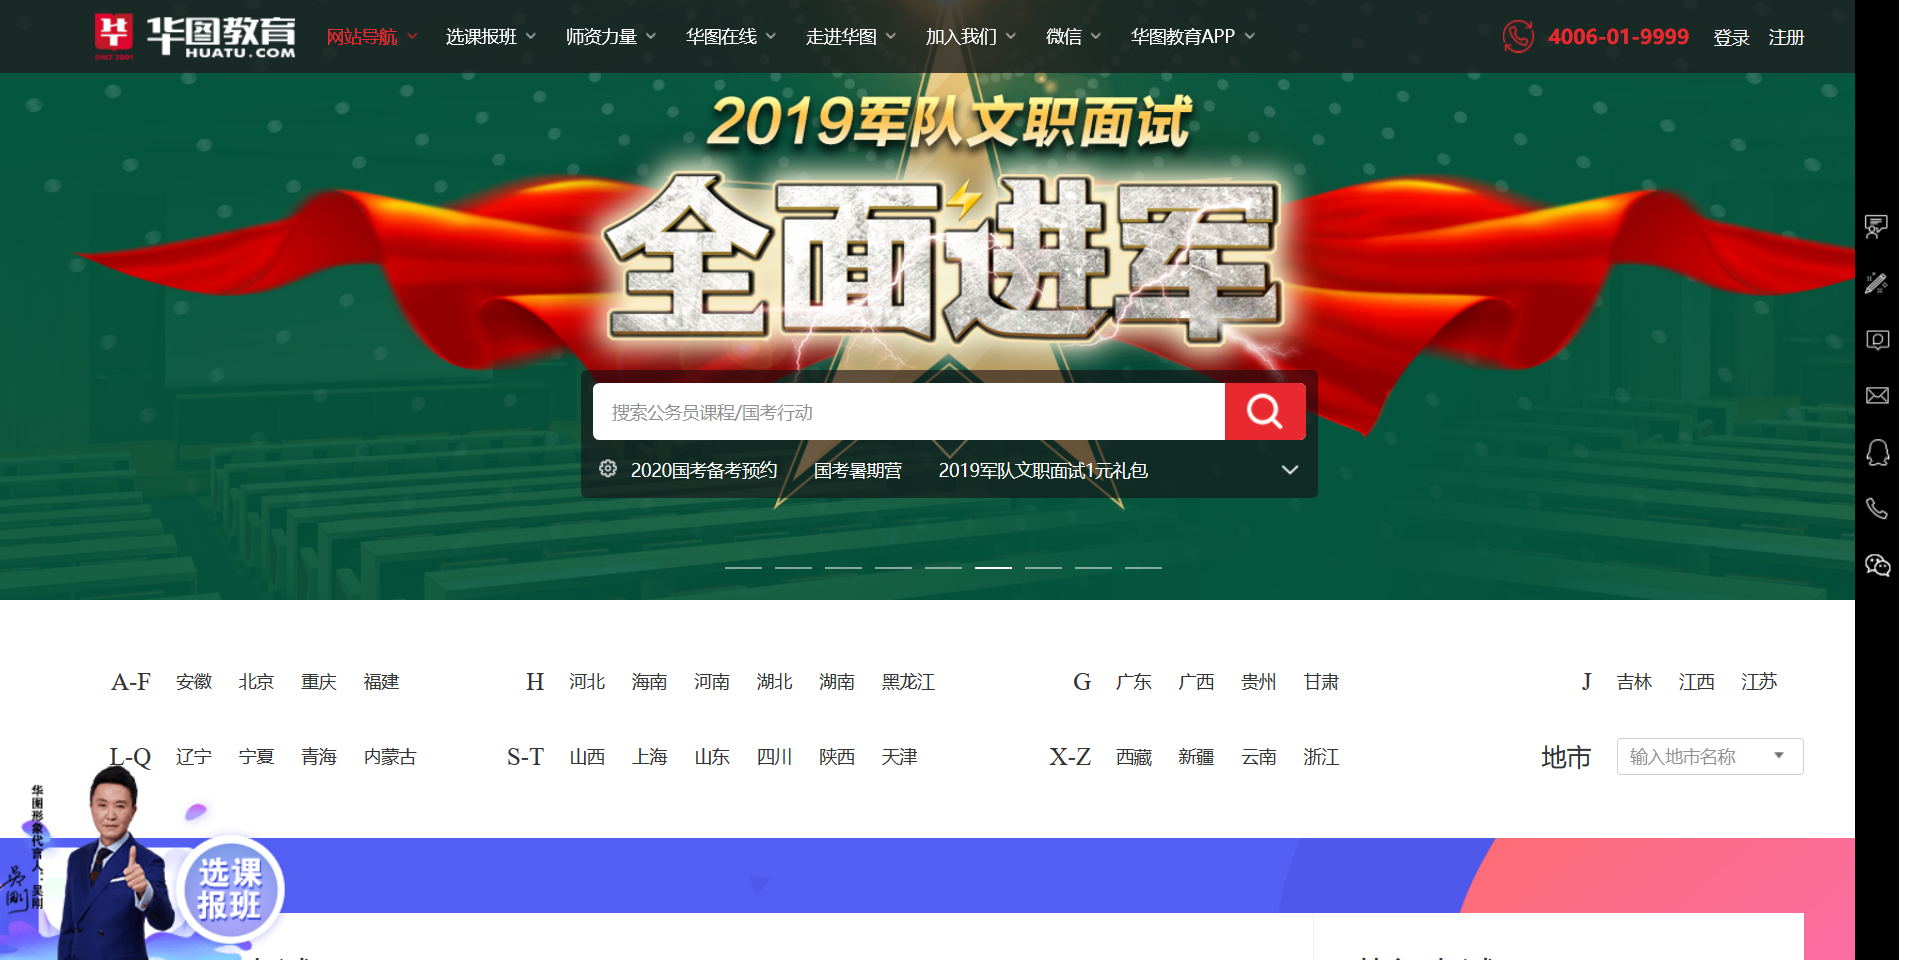 华图教育
HUATU.COM
SINCE 2001
网站导航 选课报班 师资力量 华图在线 走进华图 加入我们 微信 华图教育APP
4006-01-9999 登录 注册
2019军队文职面试
全面进军
搜索公务员课程/国考行动
2020国考备考预约 国考暑期营 2019军队文职面试1元礼包
A-F 安徽 北京 重庆 福建
H 河北 海南 河南 湖北 湖南 黑龙江
G 广东 广西 贵州 甘肃
J 吉林 江西 江苏
L-Q 辽宁 宁夏 青海 内蒙古
S-T 山西 上海 山东 四川 陕西 天津
X-Z 西藏 新疆 云南 浙江
地市 输入地市名称
华图形象代言人：吴刚
吴刚
选课
报班